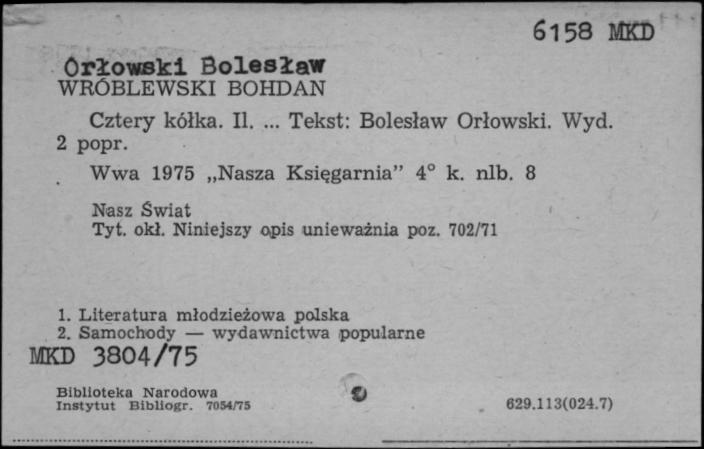 6158 MKD
Orłowski Bolesław
WRÓBLEWSKI BOHDAN
Cztery kółka. Il. ... Tekst: Bolesław Orłowski. Wyd.
2 popr.
Wwa 1975 „Nasza Księgarnia” 4° k. nlb. 8
Nasz Świat
Tyt. okł. Niniejszy opis unieważnia poz. 702/71
1. Literatura młodzieżowa polska
2. Samochody — wydawnictwa popularne
MKD 3804/75
Biblioteka Narodowa
Instytut Bibliogr. 7054/75
629.113(024.7)